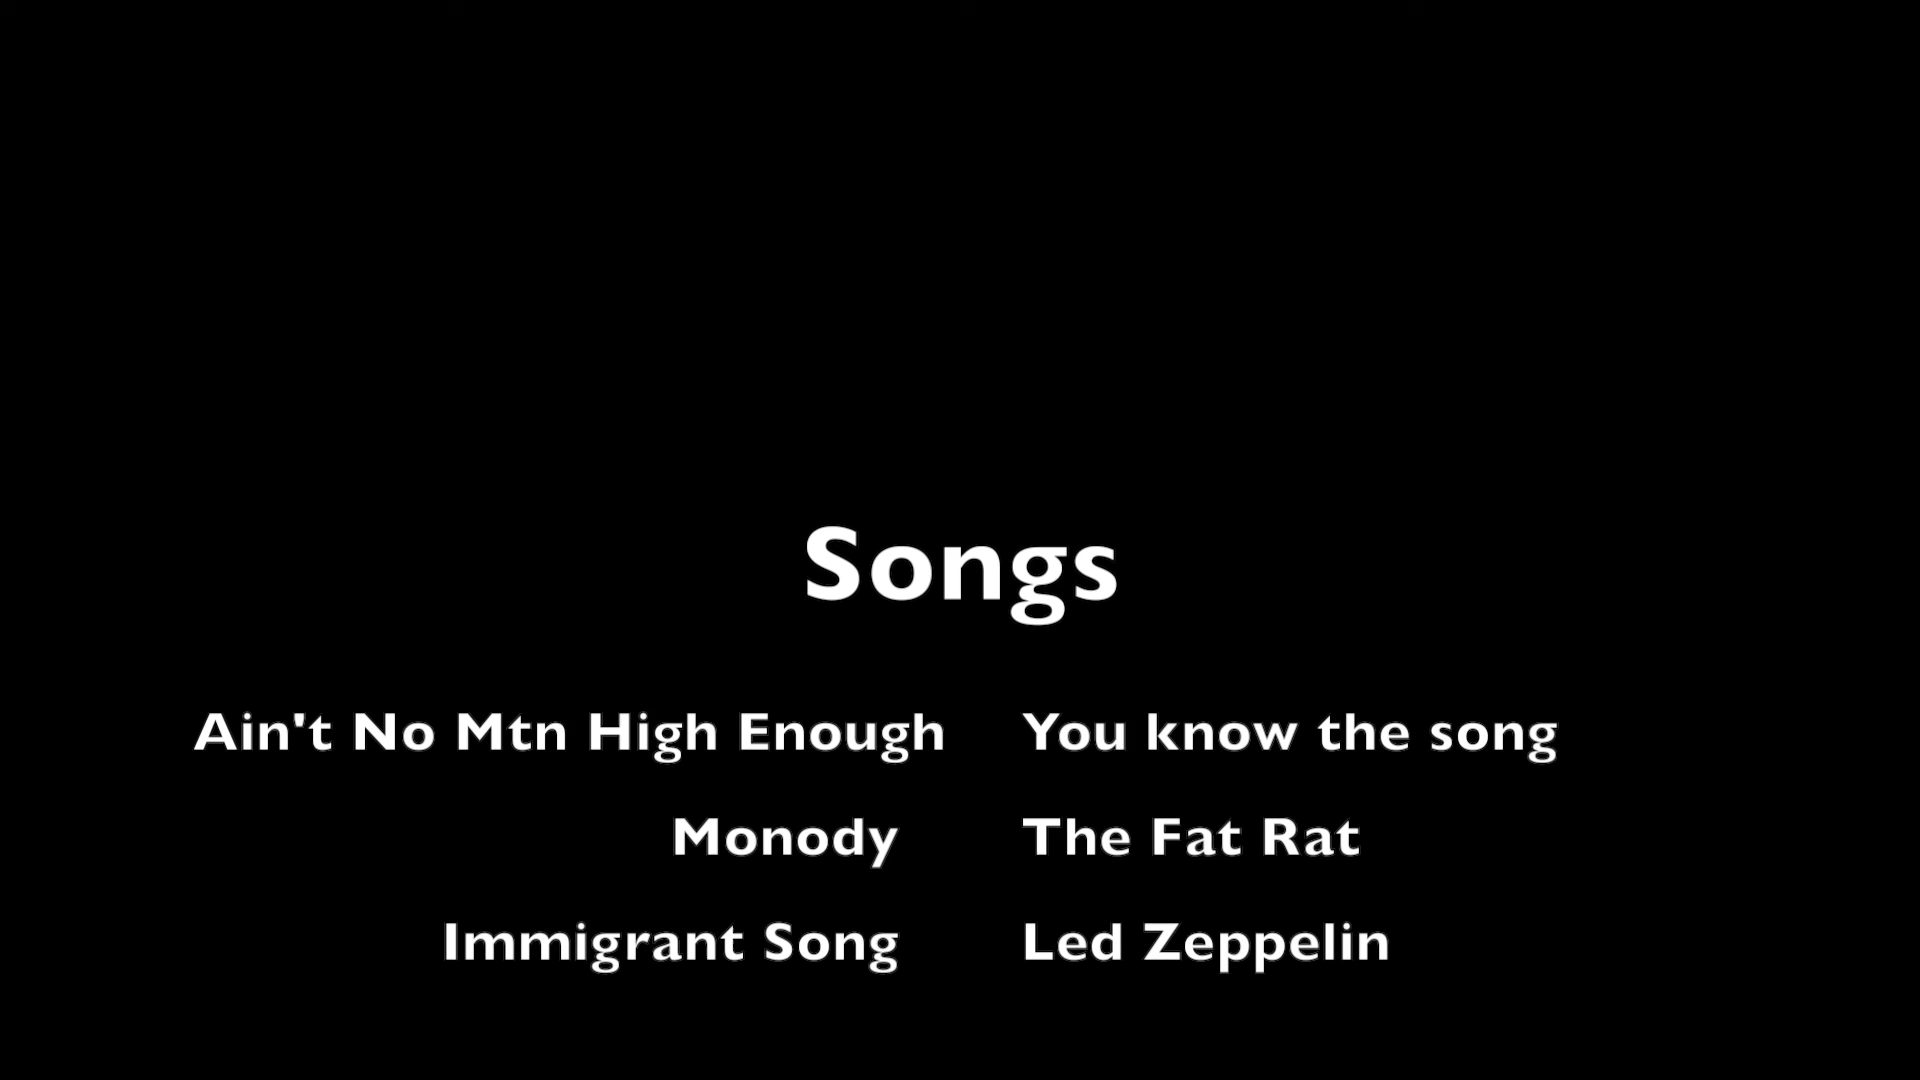 Songs
Ain't No Mtn High Enough You know the song
Monody The Fat Rat
Immigrant Song Led Zeppelin